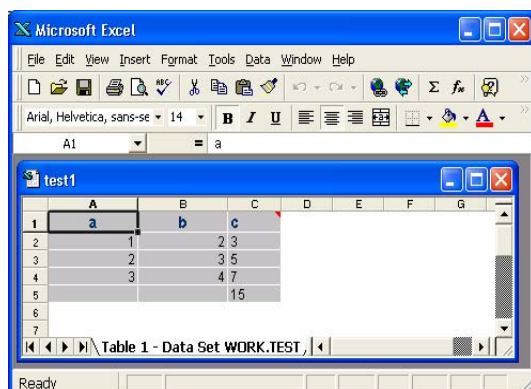 Microsoft Excel
File Edit View Insert Format Tools Data Window Help
Σ fx
Arial, Helvetica, sans-se 14 B I U A
A1 = a
test1
A B C D E F G
1 a b c
2 1 2 3
3 2 3 5
4 3 4 7
5 15
6
7
Table 1 - Data Set WORK.TEST
Ready